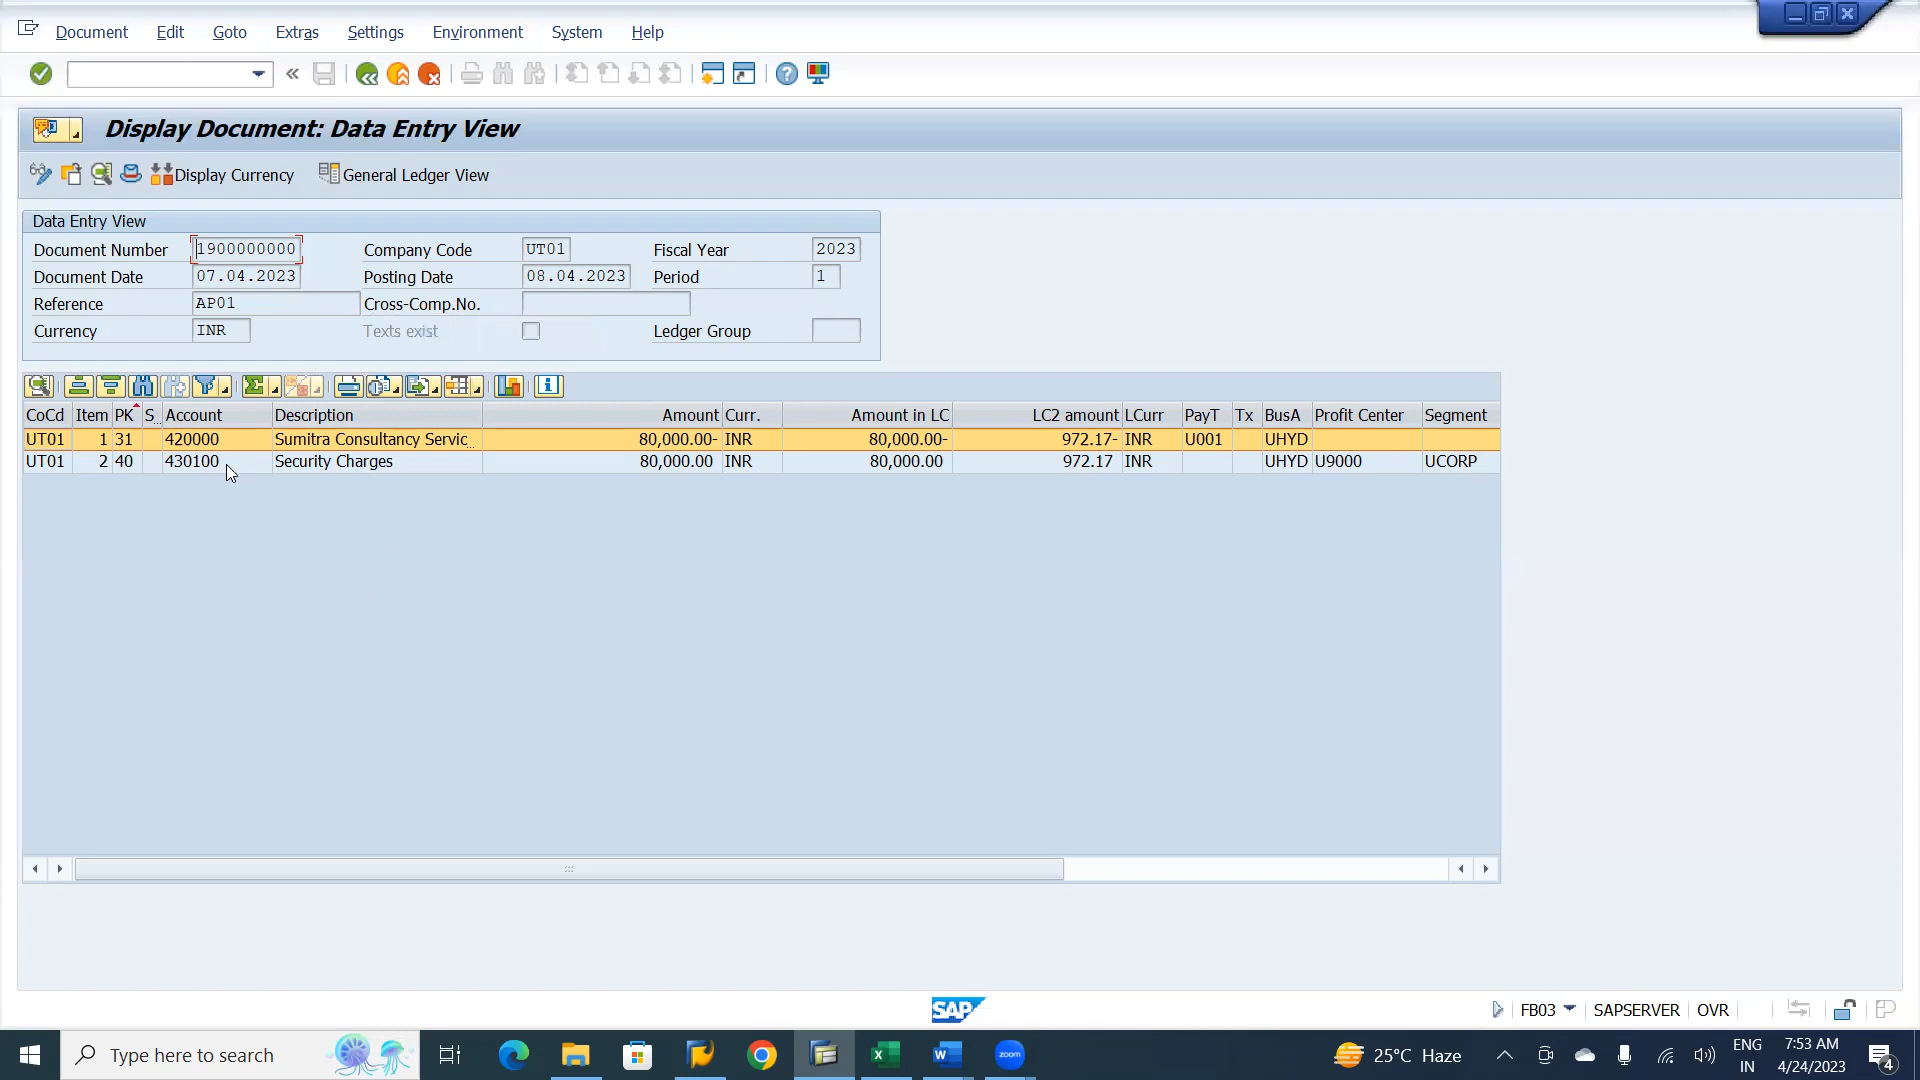 Document Edit Goto Extras Settings Environment System Help
Display Document: Data Entry View
Display Currency General Ledger View
Data Entry View
Document Number 1900000000 Company Code UT01 Fiscal Year 2023
Document Date 07.04.2023 Posting Date 08.04.2023 Period 1
Reference AP01 Cross-Comp.No.
Currency INR Texts exist Ledger Group
CoCd Item PK S.. Account Description Amount Curr. Amount in LC LC2 amount LCurr PayT Tx BusA Profit Center Segment
UT01 1 31 420000 Sumitra Consultancy Servic... 80,000.00- INR 80,000.00- 972.17- INR U001 UHYD
UT01 2 40 430100 Security Charges 80,000.00 INR 80,000.00 972.17 INR UHYD U9000 UCORP
SAP FB03 SAPSERVER OVR
Type here to search zoom 25°C Haze ENG IN 7:53 AM 4/24/2023 4